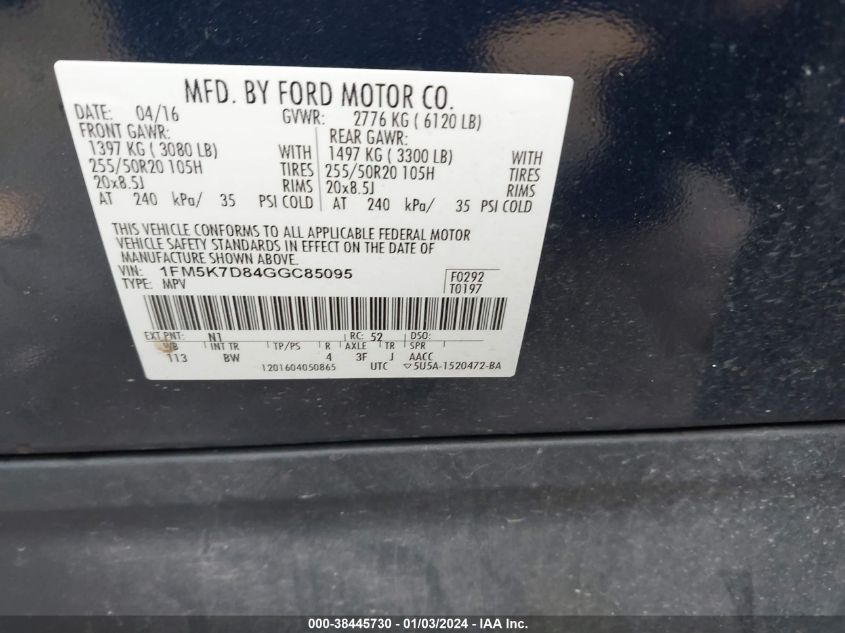 MFD. BY FORD MOTOR CO.
DATE: 04/16 GVWR: 2776 KG ( 6120 LB)
FRONT GAWR: REAR GAWR:
1397 KG ( 3080 LB) WITH 1497 KG ( 3300 LB) WITH
255/50R20 105H TIRES 255/50R20 105H TIRES
20x8.5J RIMS 20x8.5J RIMS
AT 240 kPa/ 35 PSI COLD AT 240 kPa/ 35 PSI COLD
THIS VEHICLE CONFORMS TO ALL APPLICABLE FEDERAL MOTOR
VEHICLE SAFETY STANDARDS IN EFFECT ON THE DATE OF
MANUFACTURE SHOWN ABOVE.
VIN: 1FM5K7D84GGC85095 F0292
TYPE: MPV T0197
EXT PNT: N1 RC: 52 DSO:
WB INT TR TP/PS R AXLE TR SPR
113 BW 4 3F J AACC
1201604050865 UTC ▽5U5A-1520472-BA
000-38445730 - 01/03/2024 - iaai.com